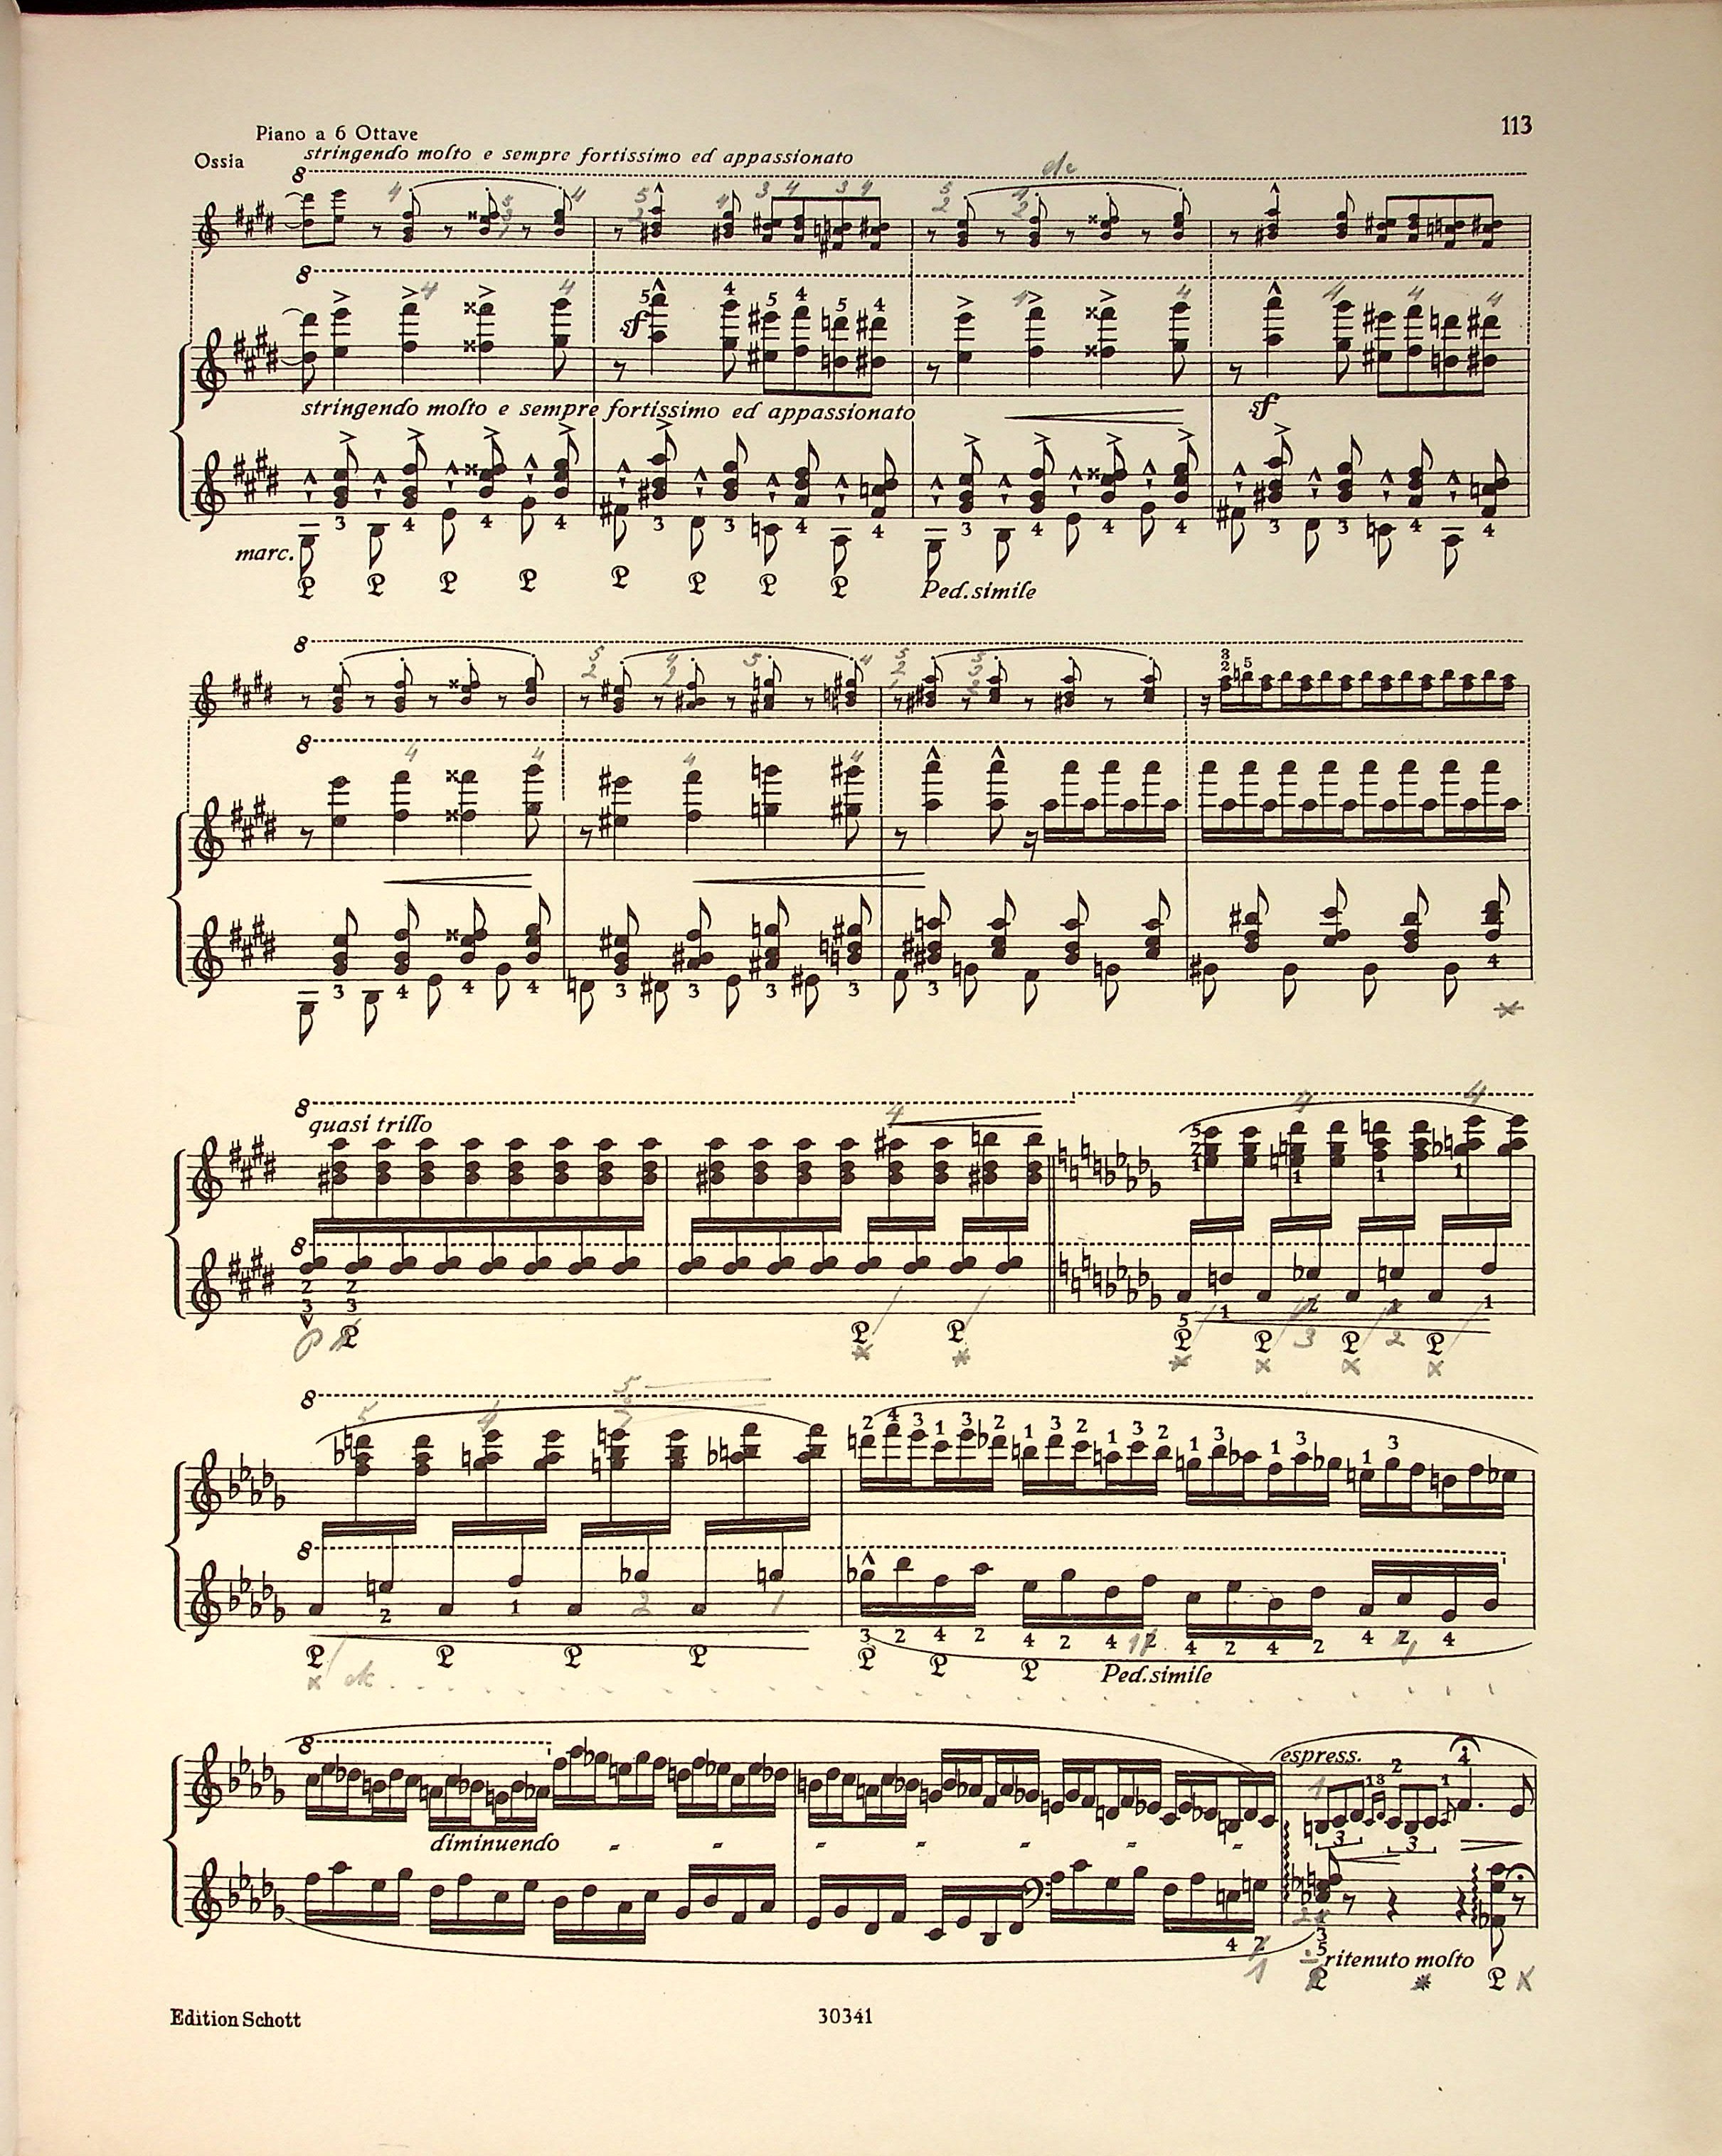 113
Piano a 6 Ottave
Ossia
stringendo molto e sempre fortissimo ed appassionato
stringendo molto e sempre fortissimo ed appassionato
marc.
Ped. simile
quasi trillo
Ped. simile
espress.
diminuendo
ritenuto molto
Edition Schott
30341